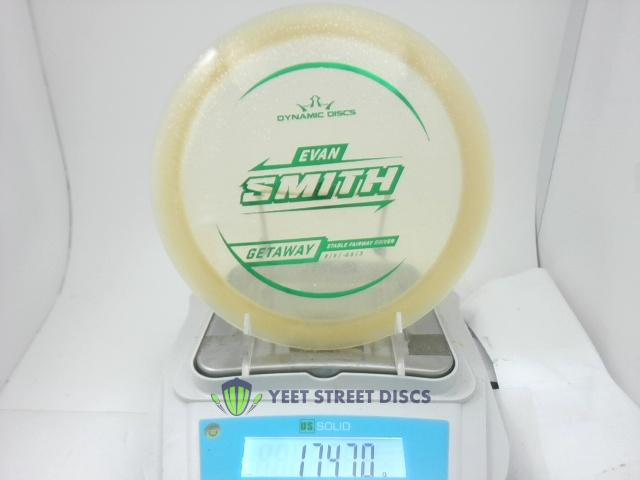 DYNAMIC DISCS
EVAN
SMITH
GETAWAY
STABLE FAIRWAY DRIVER
YEET STREET DISCS
US SOLID
174.70 g